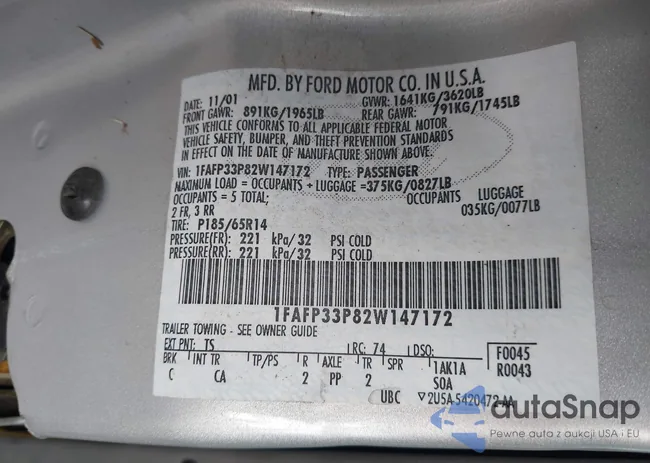 MFD. BY FORD MOTOR CO. IN U.S.A.
DATE: 11/01 GVWR: 1641KG/3620LB
FRONT GAWR: 891KG/1965LB REAR GAWR: 791KG/1745LB
THIS VEHICLE CONFORMS TO ALL APPLICABLE FEDERAL MOTOR
VEHICLE SAFETY, BUMPER, AND THEFT PREVENTION STANDARDS
IN EFFECT ON THE DATE OF MANUFACTURE SHOWN ABOVE.
VIN: 1FAFP33P82W147172 TYPE: PASSENGER
MAXIMUM LOAD = OCCUPANTS + LUGGAGE =375KG/0827LB
OCCUPANTS = 5 TOTAL; OCCUPANTS LUGGAGE
2 FR, 3 RR 035KG/0077LB
TIRE: P185/65R14
PRESSURE(FR): 221 kPa/32 PSI COLD
PRESSURE(RR): 221 kPa/32 PSI COLD
1FAFP33P82W147172
TRAILER TOWING - SEE OWNER GUIDE
EXT PNT: TS RC: 74 DSO: F0045
BRK INT TR TP/PS R AXLE TR SPR 1AK1A R0043
C CA 2 PP 2 SOA
UBC ▽2U5A-5420472-AA
autoSnap
Pewne auta z aukcji USA i EU